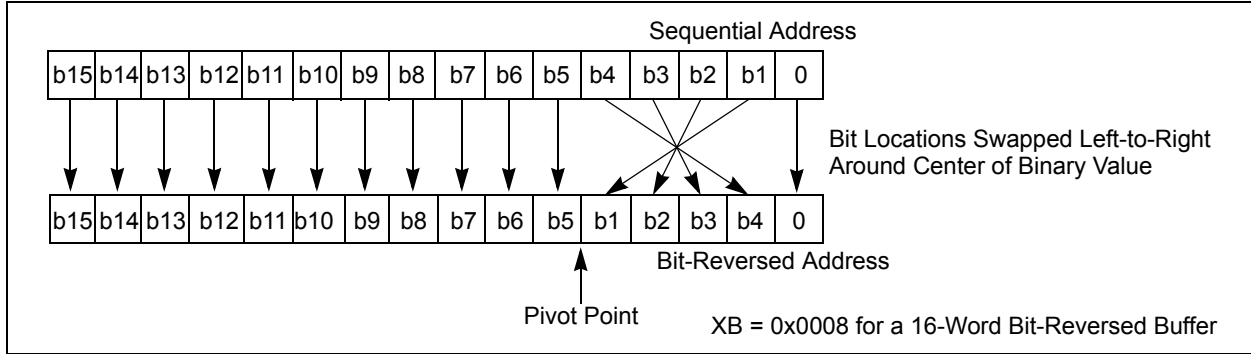 Sequential Address
b15 b14 b13 b12 b11 b10 b9 b8 b7 b6 b5 b4 b3 b2 b1 0
Bit Locations Swapped Left-to-Right
Around Center of Binary Value
b15 b14 b13 b12 b11 b10 b9 b8 b7 b6 b5 b1 b2 b3 b4 0
Bit-Reversed Address
Pivot Point
XB = 0x0008 for a 16-Word Bit-Reversed Buffer